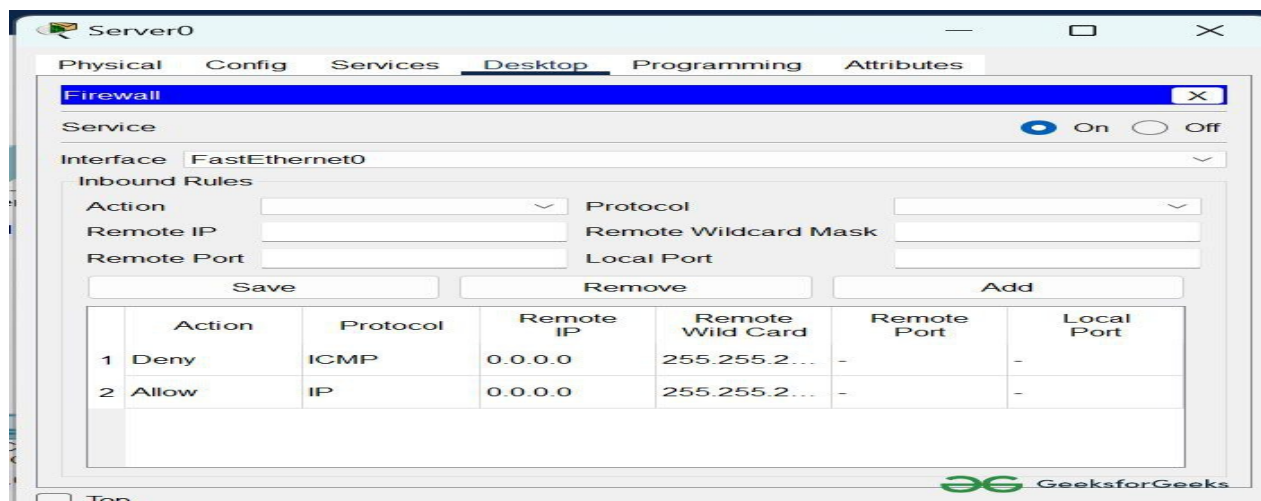 Server0
Physical Config Services Desktop Programming Attributes
Firewall
Service On Off
Interface FastEthernet0
Inbound Rules
Action Protocol
Remote IP Remote Wildcard Mask
Remote Port Local Port
Save Remove Add
Action Protocol Remote IP Remote Wild Card Remote Port Local Port
1 Deny ICMP 0.0.0.0 255.255.2... - -
2 Allow IP 0.0.0.0 255.255.2... - -
GeeksforGeeks
Top